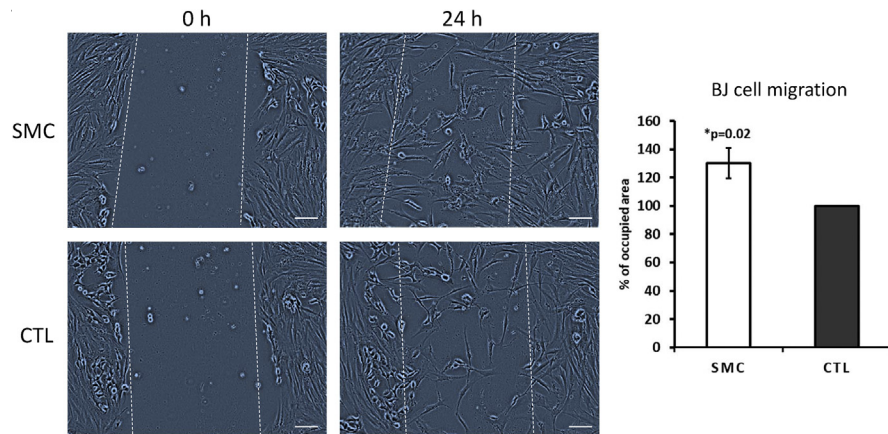 0 h
24 h
SMC
CTL
BJ cell migration
*p=0.02
% of occupied area
160
140
120
100
80
60
40
20
0
SMC
CTL